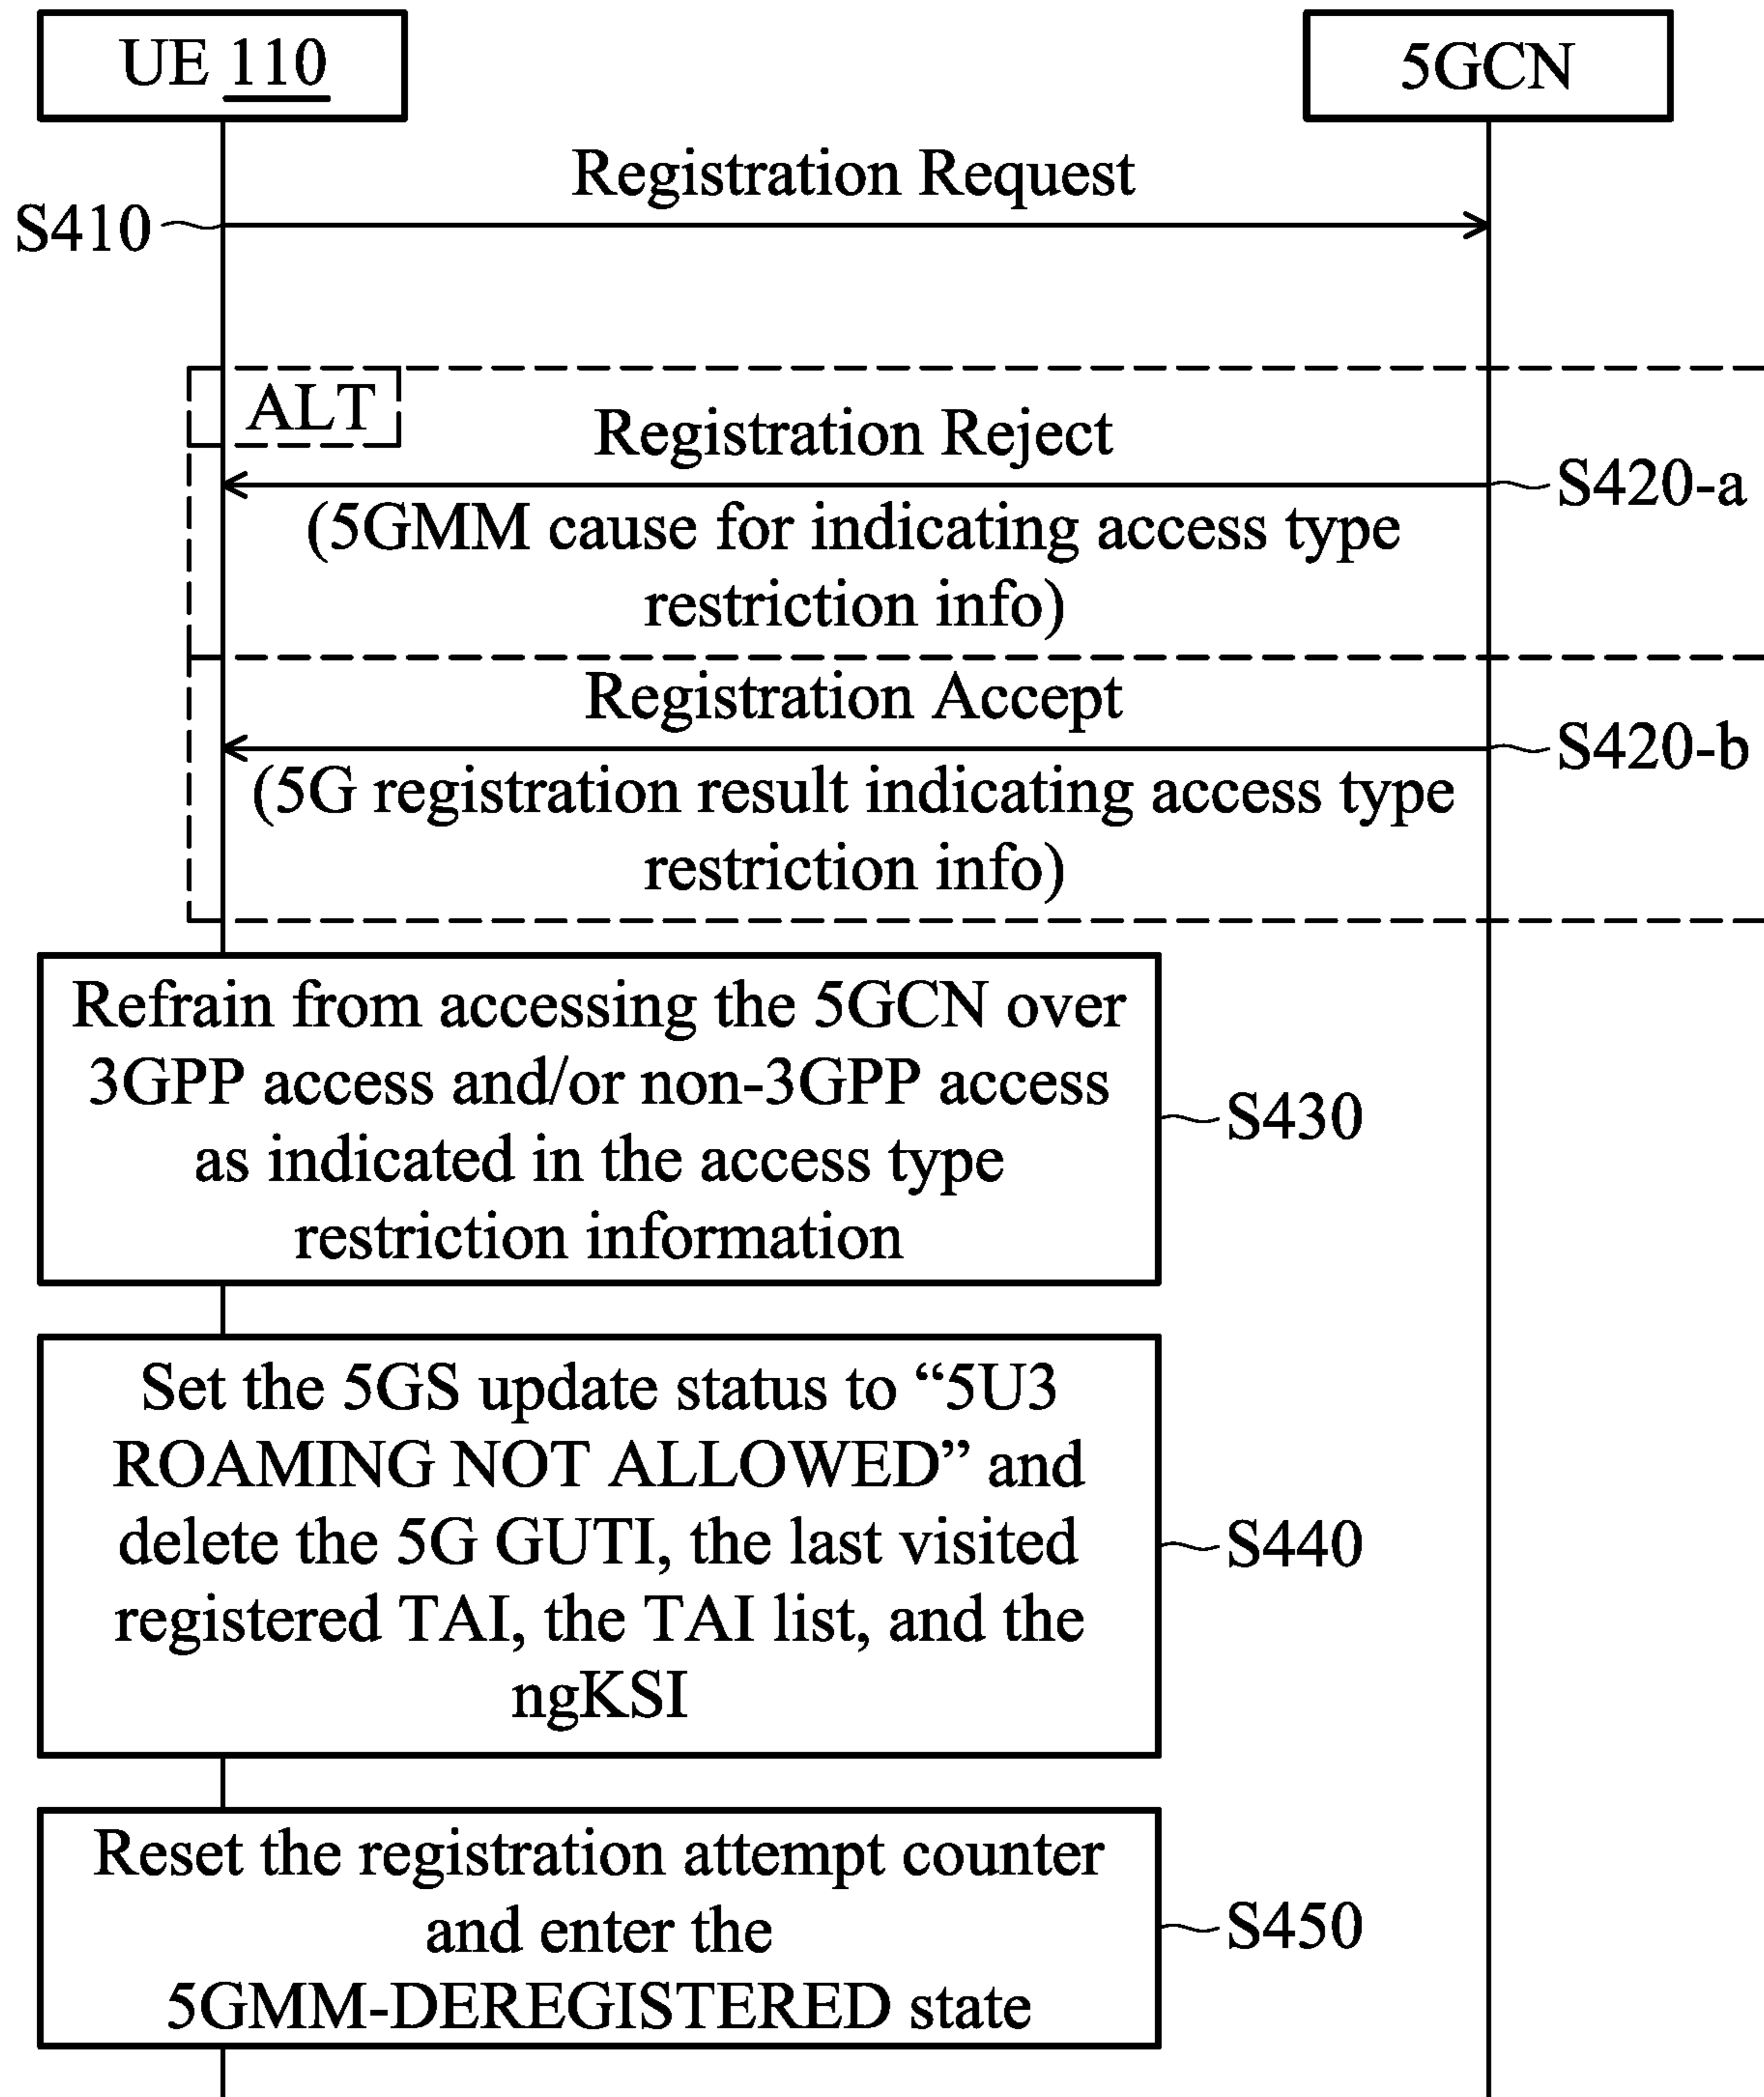 UE 110
5GCN
Registration Request
S410
ALT
Registration Reject
S420-a
(5GMM cause for indicating access type
restriction info)
Registration Accept
S420-b
(5G registration result indicating access type
restriction info)
Refrain from accessing the 5GCN over
3GPP access and/or non-3GPP access
as indicated in the access type
restriction information
S430
Set the 5GS update status to “5U3
ROAMING NOT ALLOWED” and
delete the 5G GUTI, the last visited
registered TAI, the TAI list, and the
ngKSI
S440
Reset the registration attempt counter
and enter the
5GMM-DEREGISTERED state
S450